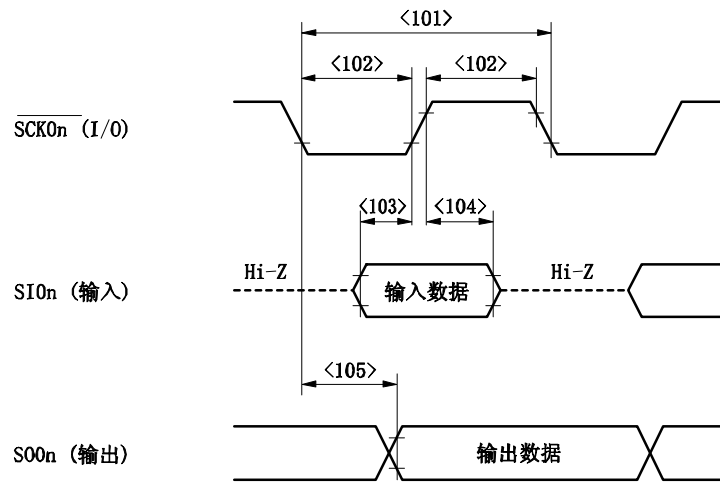 <101>
<102> <102>
SCK0n (I/O)
<103> <104>
Hi-Z Hi-Z
SI0n (输入) 输入数据
<105>
SO0n (输出) 输出数据